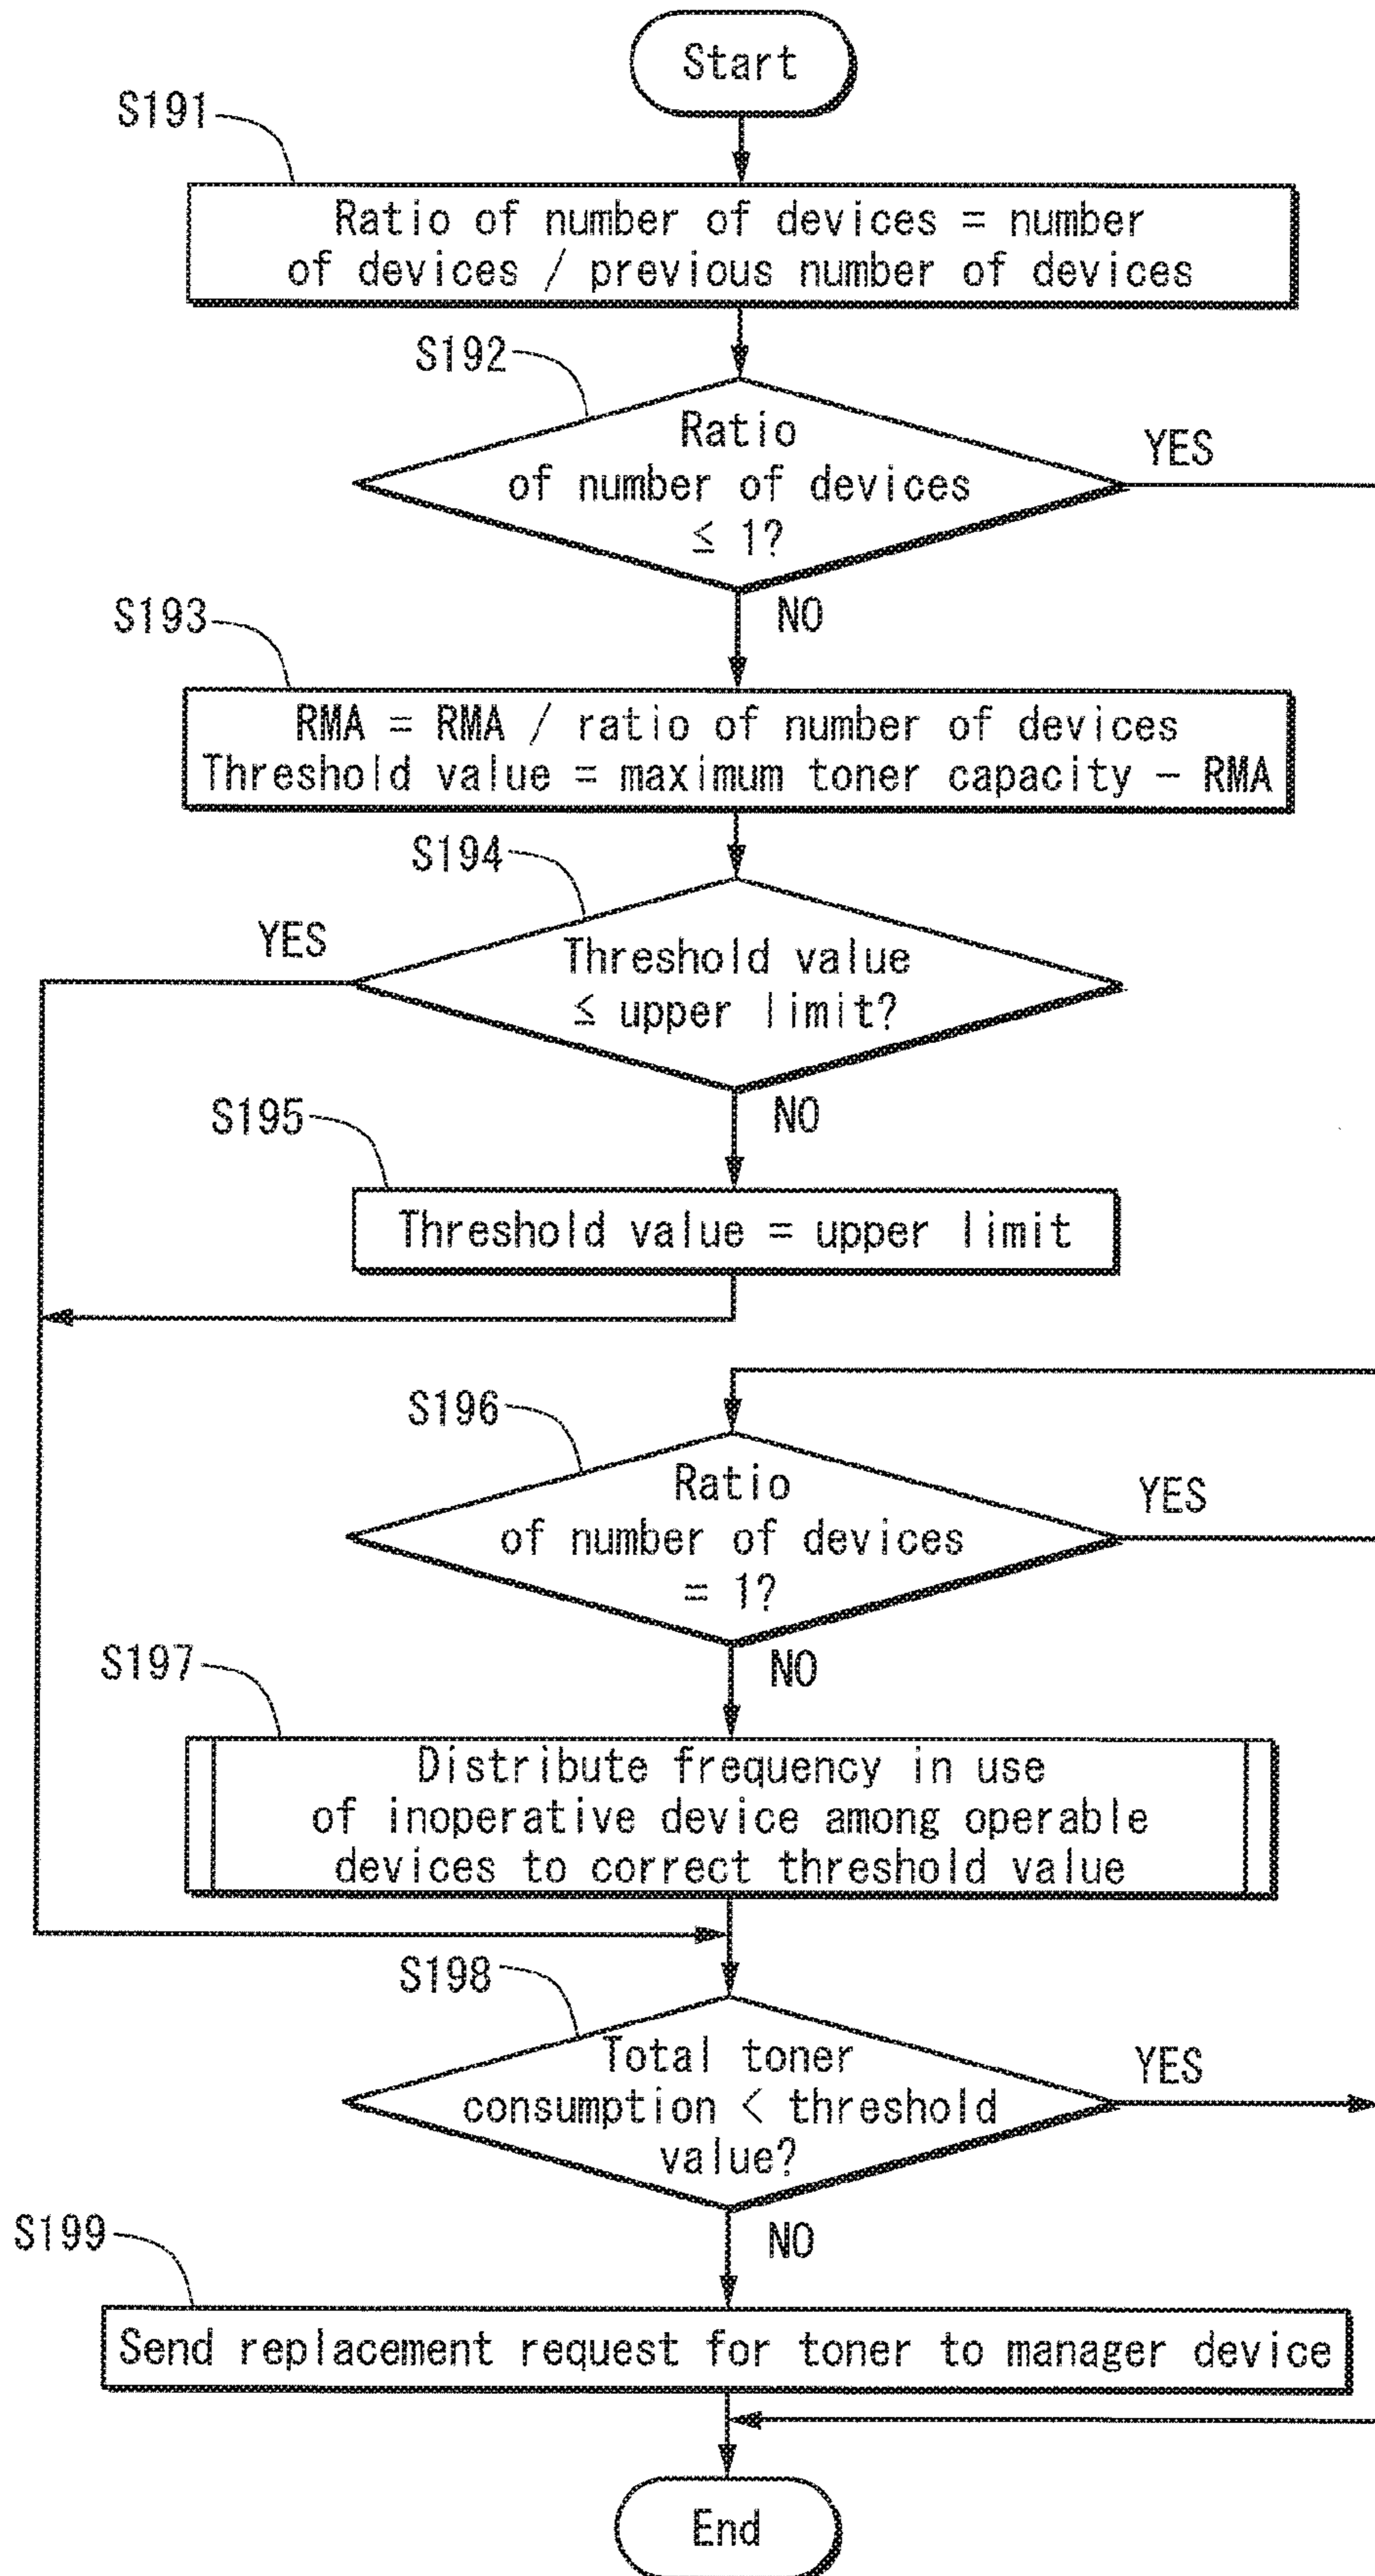 Start
S191
Ratio of number of devices = number
of devices / previous number of devices
S192
Ratio
of number of devices
≤ 1?
YES
NO
S193
RMA = RMA / ratio of number of devices
Threshold value = maximum toner capacity - RMA
S194
YES
Threshold value
≤ upper limit?
NO
S195
Threshold value = upper limit
S196
Ratio
of number of devices
= 1?
YES
NO
S197
Distribute frequency in use
of inoperative device among operable
devices to correct threshold value
S198
Total toner
consumption < threshold
value?
YES
NO
S199
Send replacement request for toner to manager device
End